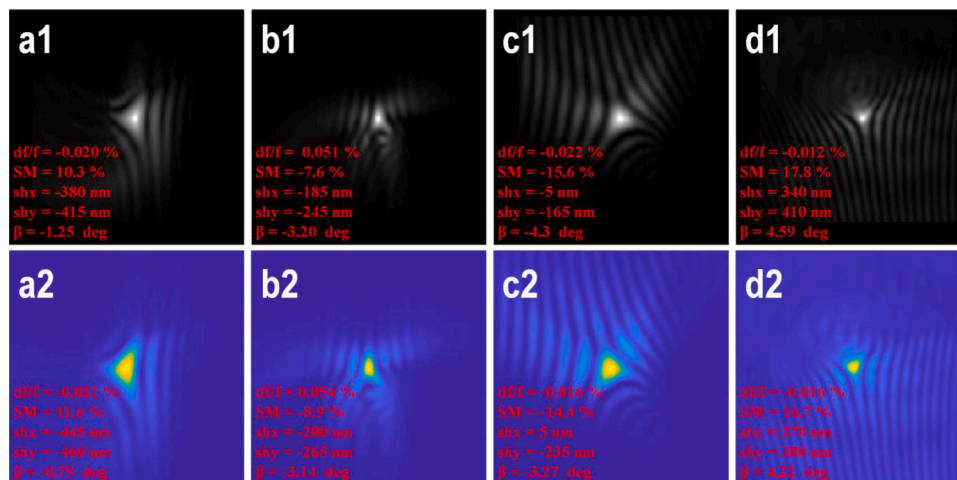 a1
df/f = -0.020 %
SM = 10.3 %
shx = -380 nm
shy = -415 nm
β = -1.25 deg
b1
df/f = 0.051 %
SM = -7.6 %
shx = -185 nm
shy = -245 nm
β = -3.20 deg
c1
df/f = -0.022 %
SM = -15.6 %
shx = -5 nm
shy = -165 nm
β = -4.3 deg
d1
df/f = -0.012 %
SM = 17.8 %
shx = 340 nm
shy = 410 nm
β = 4.59 deg
a2
df/f = -0.021 %
SM = 11.6 %
shx = -445 nm
shy = -460 nm
β = -0.79 deg
b2
df/f = 0.054 %
SM = -8.9 %
shx = -200 nm
shy = -265 nm
β = -3.14 deg
c2
df/f = -0.016 %
SM = -14.4 %
shx = 5 nm
shy = -235 nm
β = -3.27 deg
d2
df/f = -0.016 %
SM = 16.7 %
shx = 370 nm
shy = 380 nm
β = 4.22 deg